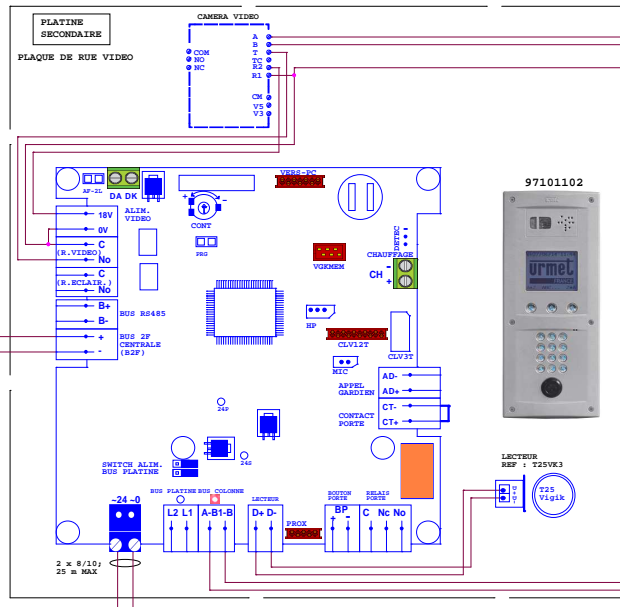 PLATINE
SECONDAIRE
PLAQUE DE RUE VIDEO
CAMERA VIDEO
A
B
T
TC
R2
R1
COM
NO
NC
CM
V5
V3
97101102
urmet
AF-2L
DA DK
VERS-PC
18V
ALIM.
VIDEO
0V
C
(R.VIDEO)
No
C
(R.ECLAIR.)
No
B+
BUS RS485
B-
+
BUS 2F
CENTRALE
-
(B2F)
+ -
CONT
PRG
VGKMEM
DETEC
CHAUFFAGE
-
CH
+
HP
CLV12T
CLV3T
MIC
AD-
APPEL
GARDIEN
AD+
CT-
CONTACT
PORTE
CT+
24P
24S
SWITCH ALIM.
BUS PLATINE
~24 ~0
BUS PLATINE
BUS COLONNE
LECTEUR
BOUTON
PORTE
RELAIS
PORTE
L2 L1
A-B1-B
D+ D-
PROX
BP
+ -
C Nc No
2 x 8/10;
25 m MAX
LECTEUR
REF : T25VK3
T25
Vigik